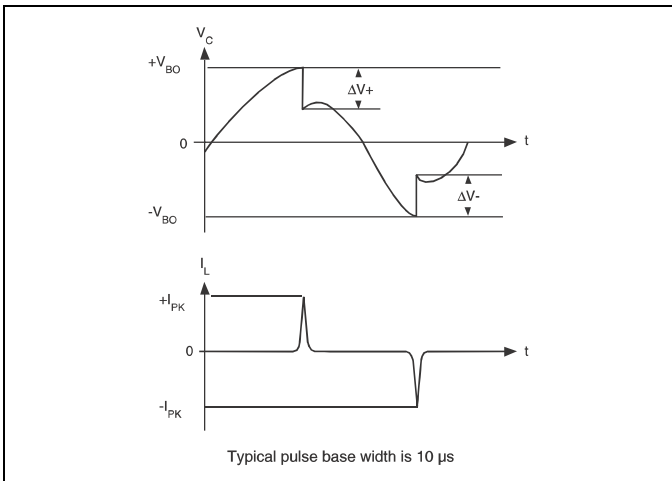 V_C
+V_BO
ΔV+
0
t
ΔV-
-V_BO
I_L
+I_PK
0
t
-I_PK
Typical pulse base width is 10 µs